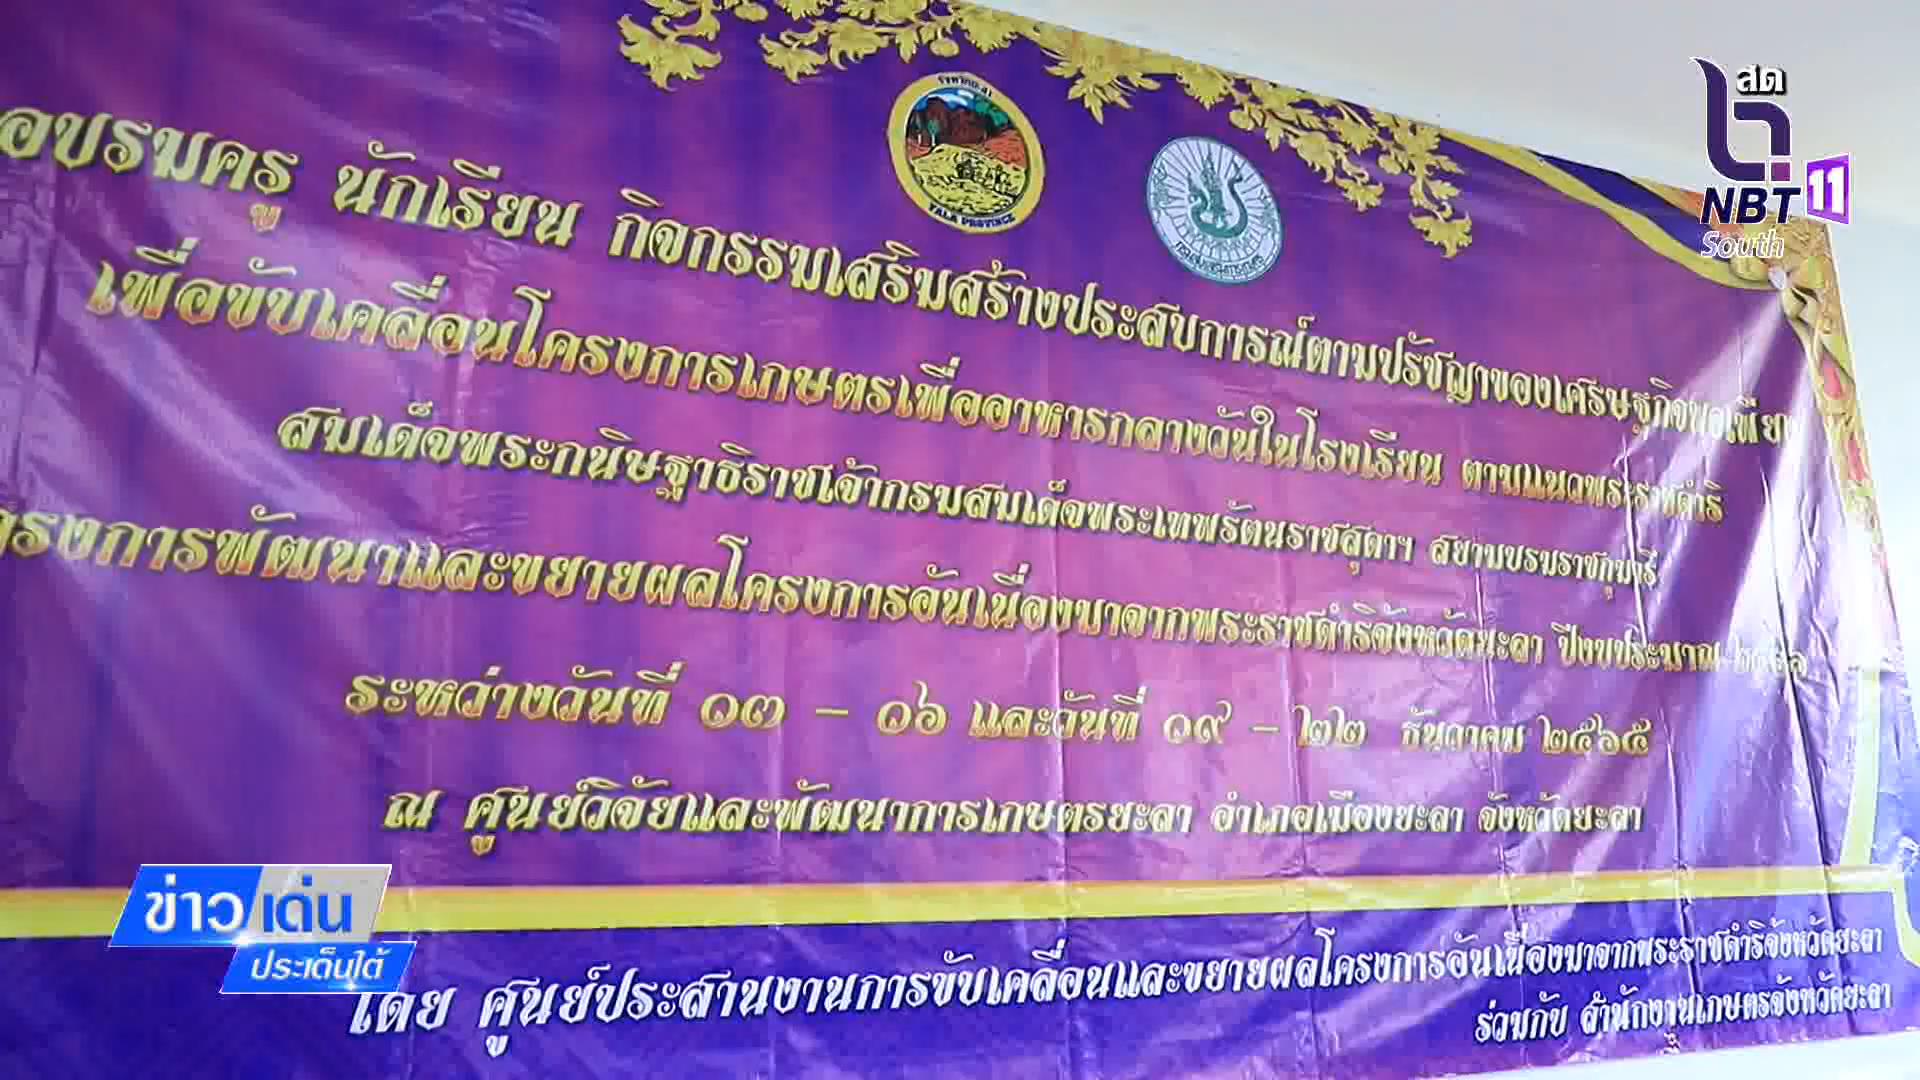 สด
NBT 11
South
จังหวัดยะลา
YALA PROVINCE
อบรมครู นักเรียน กิจกรรมเสริมสร้างประสบการณ์ตามปรัชญาของเศรษฐกิจพอเพียง
เพื่อขับเคลื่อนโครงการเกษตรเพื่ออาหารกลางวันในโรงเรียน ตามแนวพระราชดำริ
สมเด็จพระกนิษฐาธิราชเจ้ากรมสมเด็จพระเทพรัตนราชสุดาฯ สยามบรมราชกุมารี
โครงการพัฒนาและขยายผลโครงการอันเนื่องมาจากพระราชดำริจังหวัดยะลา ปีงบประมาณ
ระหว่างวันที่ ๑๓ - ๑๖ และวันที่ ๑๙ - ๒๒ ธันวาคม ๒๕๖๕
ณ ศูนย์วิจัยและพัฒนาการเกษตรยะลา อำเภอเมืองยะลา จังหวัดยะลา
โดย ศูนย์ประสานงานการขับเคลื่อนและขยายผลโครงการอันเนื่องมาจากพระราชดำริจังหวัดยะลา
ร่วมกับ สำนักงานเกษตรจังหวัดยะลา
ข่าวเด่น
ประเด็นใต้